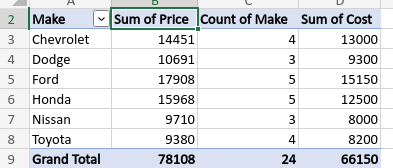 A B C D
2 Make Sum of Price Count of Make Sum of Cost
3 Chevrolet 14451 4 13000
4 Dodge 10691 3 9300
5 Ford 17908 5 15150
6 Honda 15968 5 12500
7 Nissan 9710 3 8000
8 Toyota 9380 4 8200
9 Grand Total 78108 24 66150